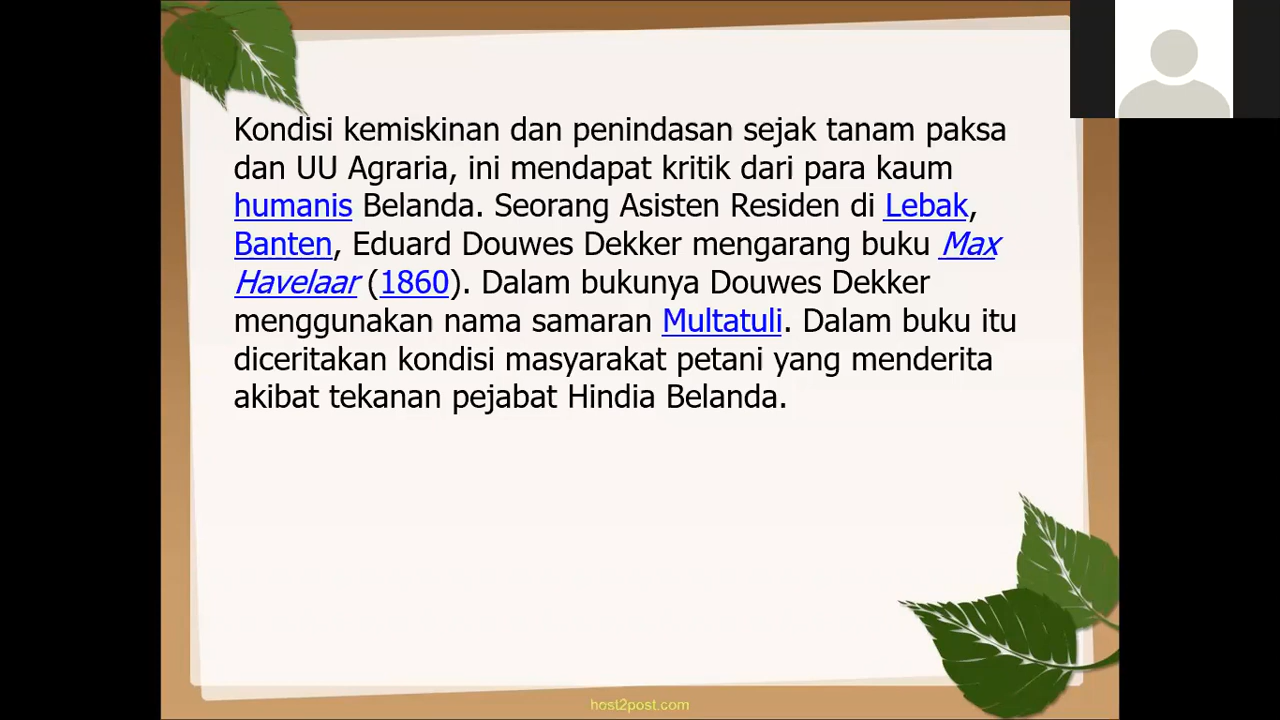 Kondisi kemiskinan dan penindasan sejak tanam paksa
dan UU Agraria, ini mendapat kritik dari para kaum
humanis Belanda. Seorang Asisten Residen di Lebak,
Banten, Eduard Douwes Dekker mengarang buku Max
Havelaar (1860). Dalam bukunya Douwes Dekker
menggunakan nama samaran Multatuli. Dalam buku itu
diceritakan kondisi masyarakat petani yang menderita
akibat tekanan pejabat Hindia Belanda.
host2post.com